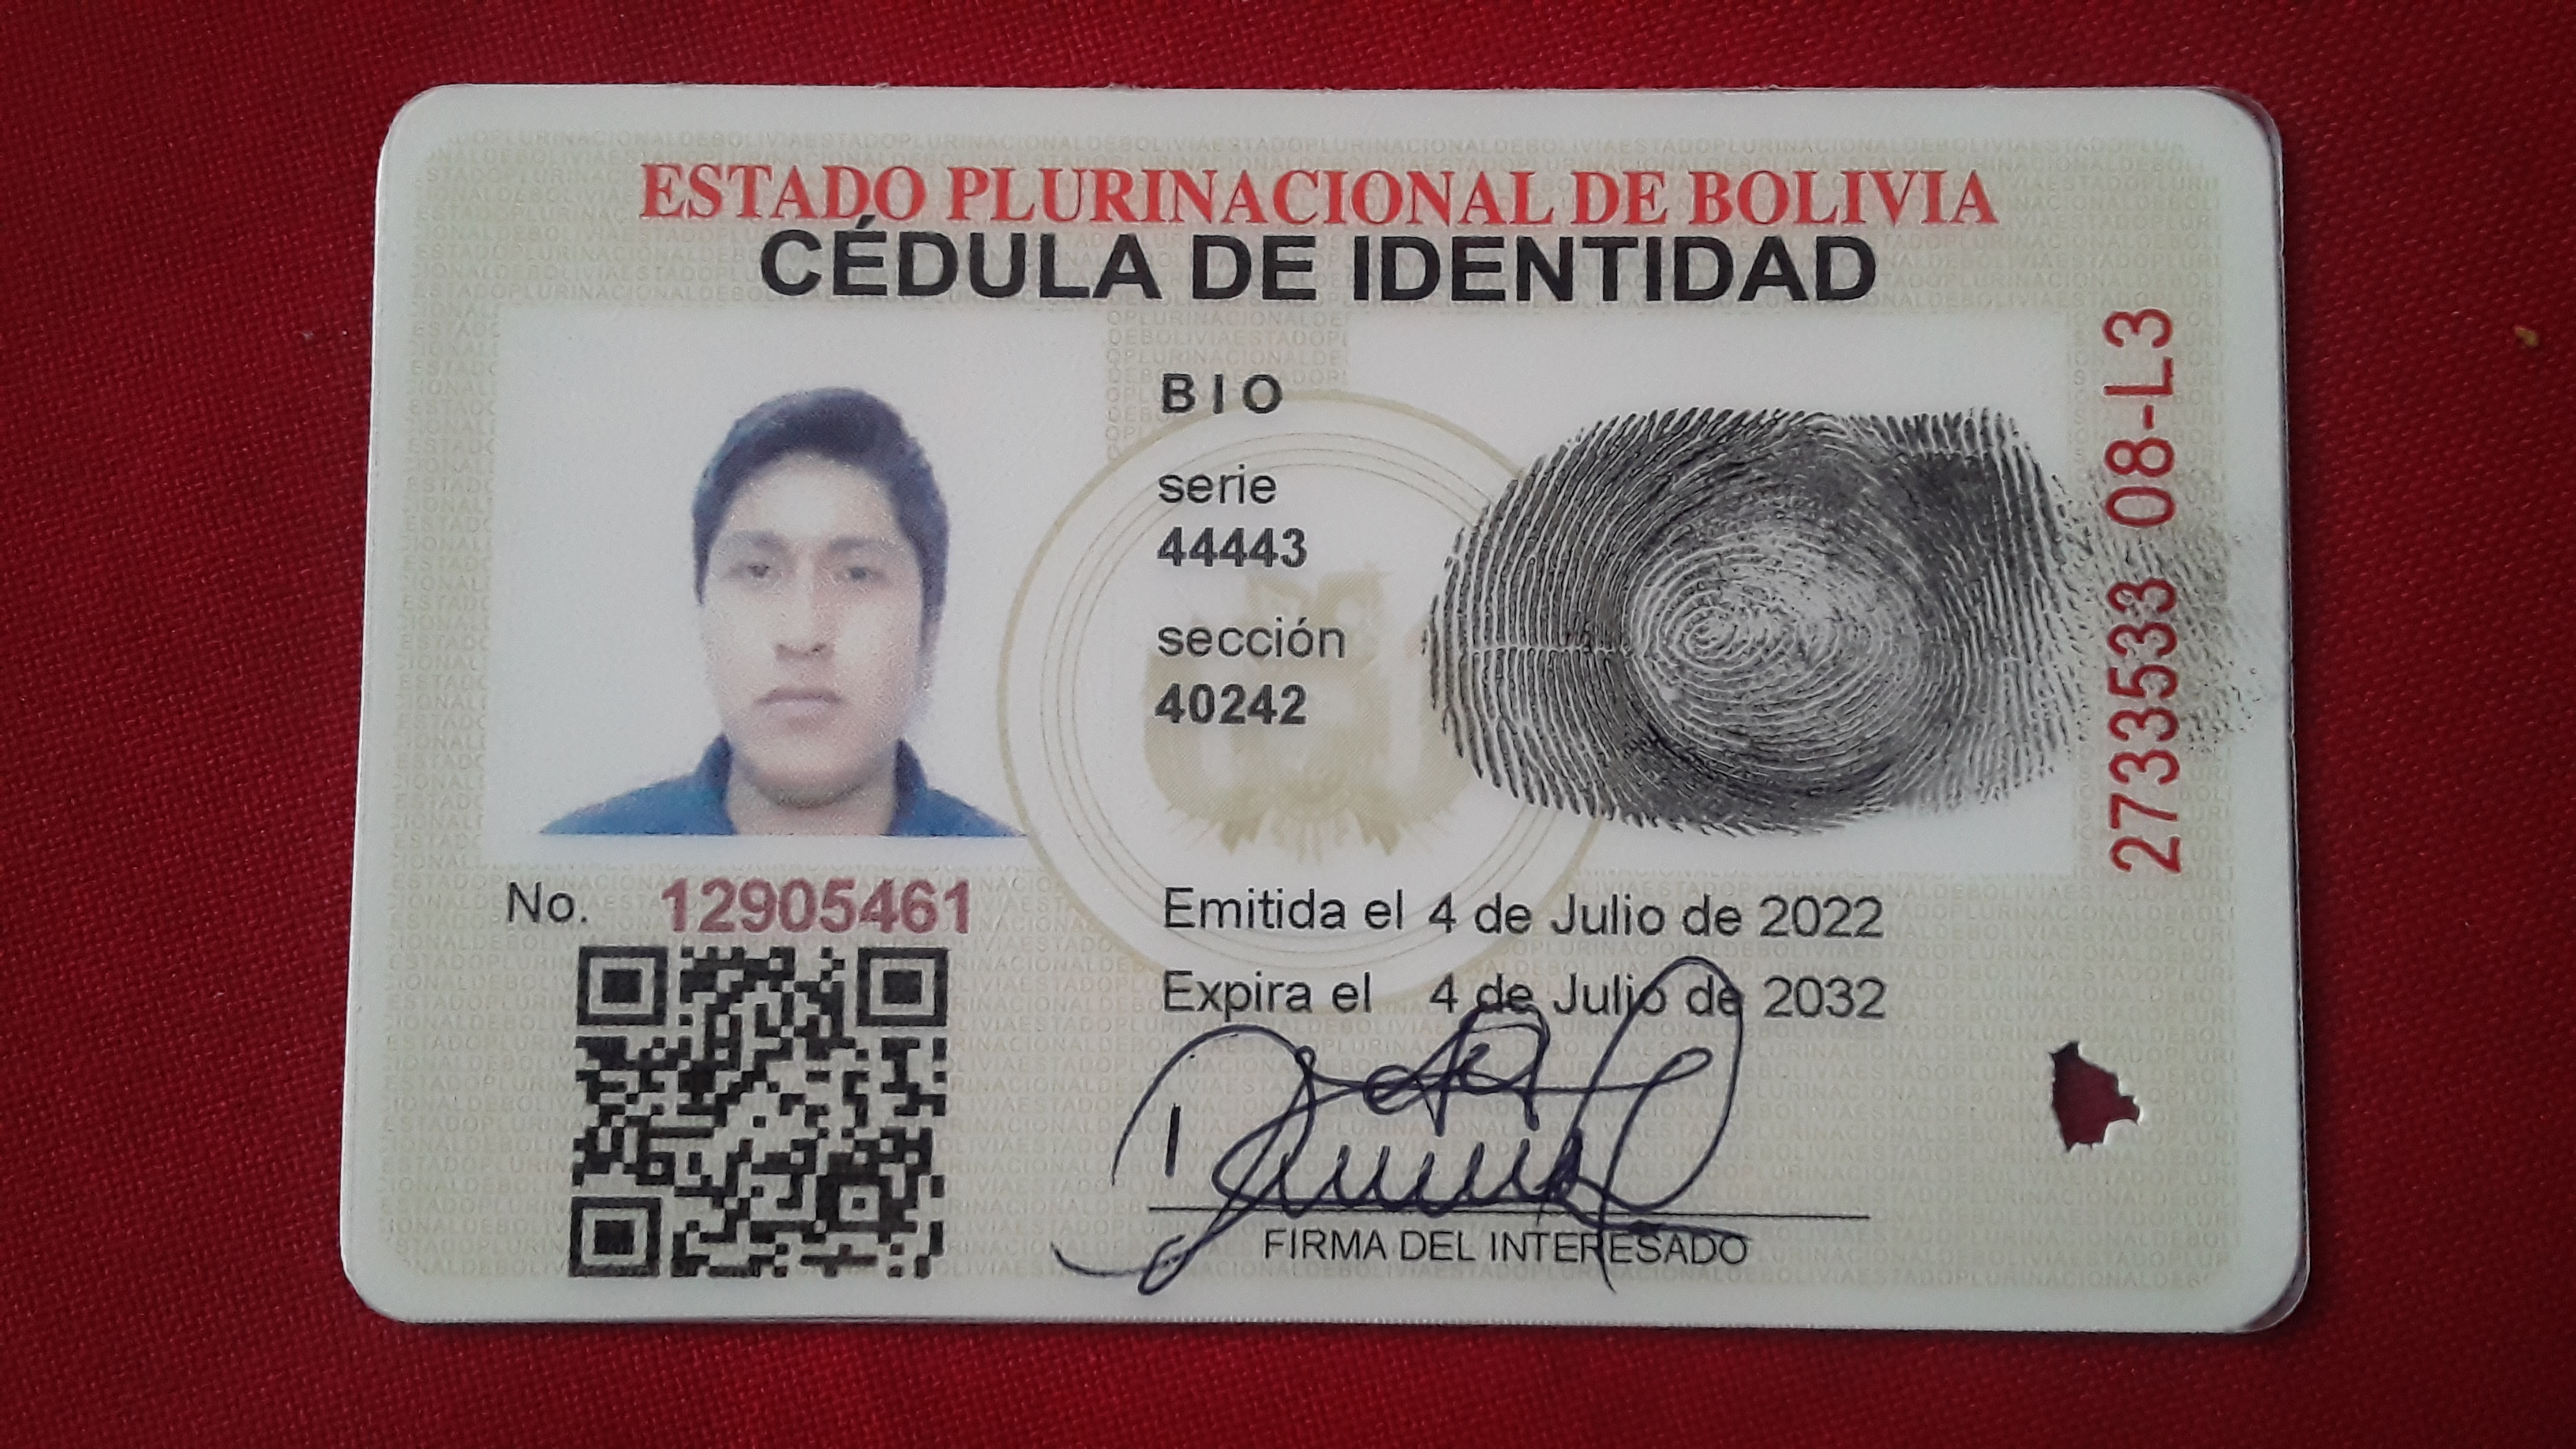 ESTADO PLURINACIONAL DE BOLIVIA
CÉDULA DE IDENTIDAD
BIO
serie
44443
sección
40242
2733533 08-L3
No. 12905461
Emitida el 4 de Julio de 2022
Expira el 4 de Julio de 2032
FIRMA DEL INTERESADO